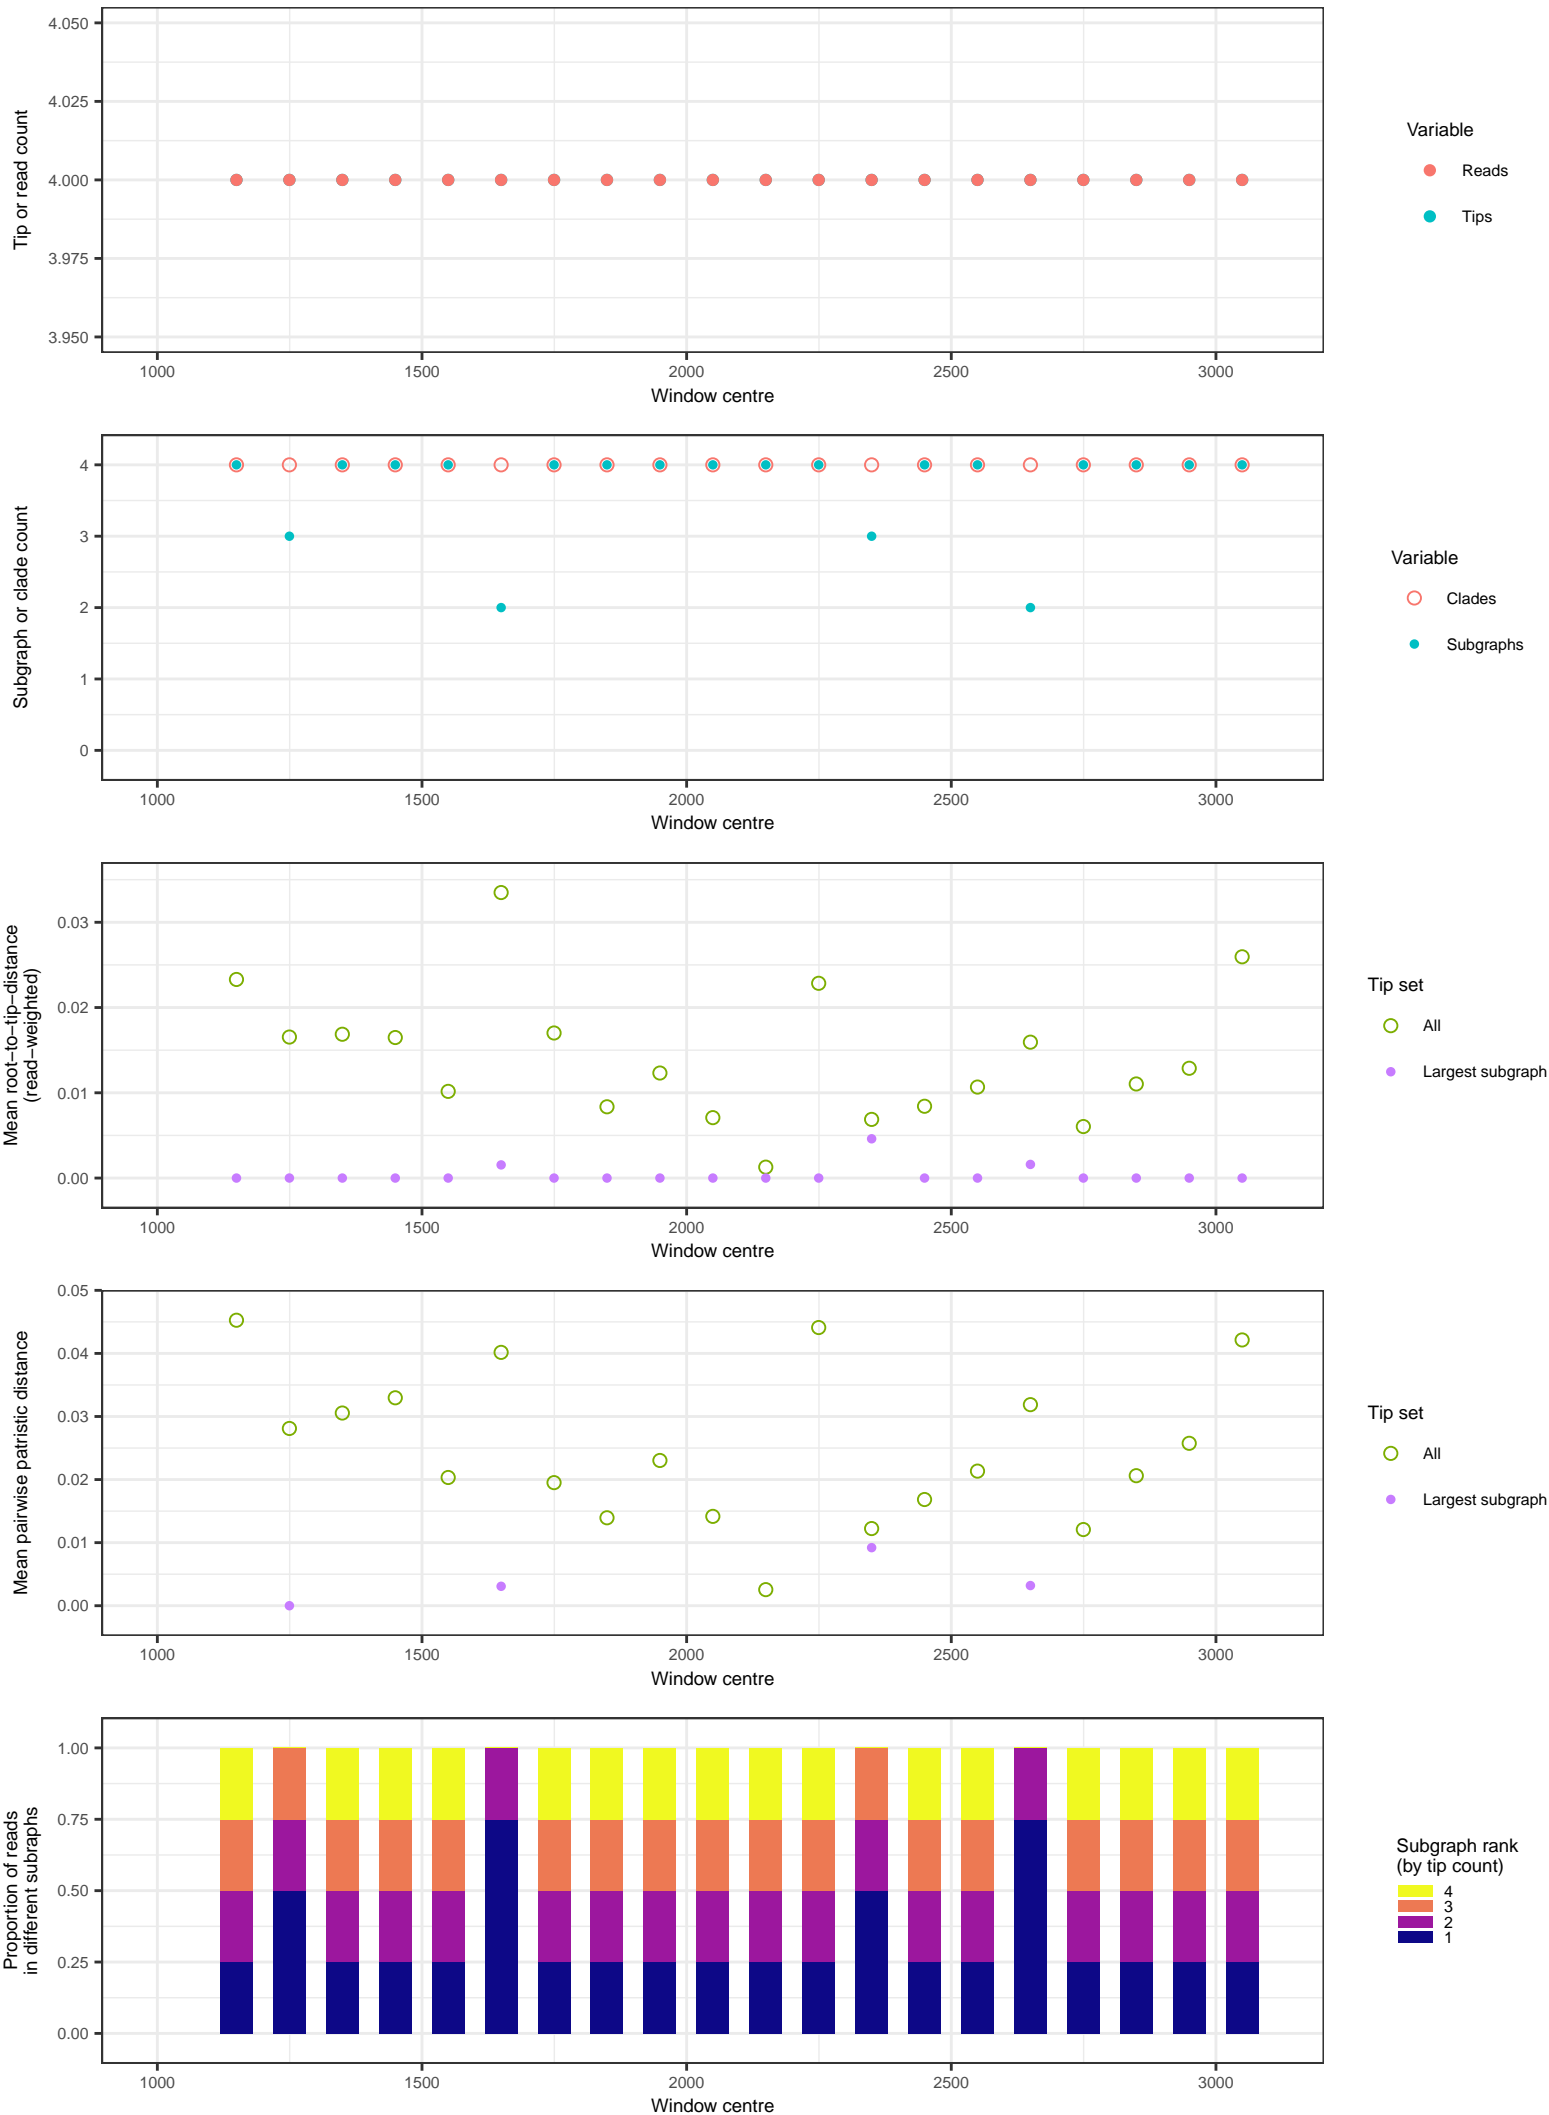 4.050
4.025
4.000
3.975
3.950
Tip or read count
1000 1500 2000 2500 3000
Window centre
Variable
Reads
Tips
4
3
2
1
0
Subgraph or clade count
1000 1500 2000 2500 3000
Window centre
Variable
Clades
Subgraphs
0.03
0.02
0.01
0.00
Mean root−to−tip−distance
(read−weighted)
1000 1500 2000 2500 3000
Window centre
Tip set
All
Largest subgraph
0.05
0.04
0.03
0.02
0.01
0.00
Mean pairwise patristic distance
1000 1500 2000 2500 3000
Window centre
Tip set
All
Largest subgraph
1.00
0.75
0.50
0.25
0.00
Proportion of reads
in different subraphs
1000 1500 2000 2500 3000
Window centre
Subgraph rank
(by tip count)
4
3
2
1